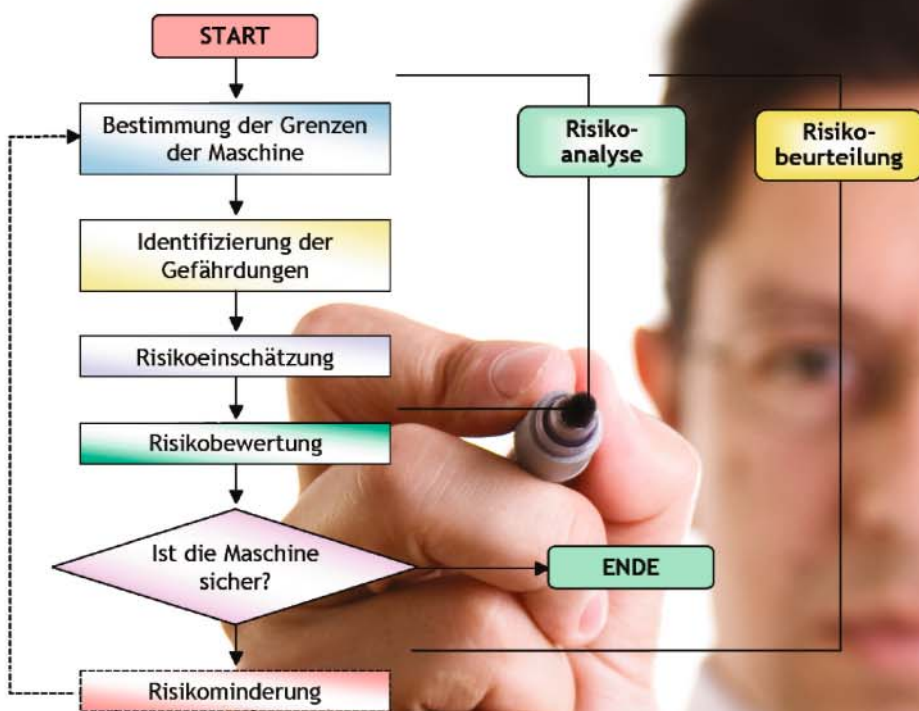 START
Bestimmung der Grenzen
der Maschine
Identifizierung der
Gefährdungen
Risikoeinschätzung
Risikobewertung
Ist die Maschine
sicher?
Risikominderung
ENDE
Risiko-
analyse
Risiko-
beurteilung